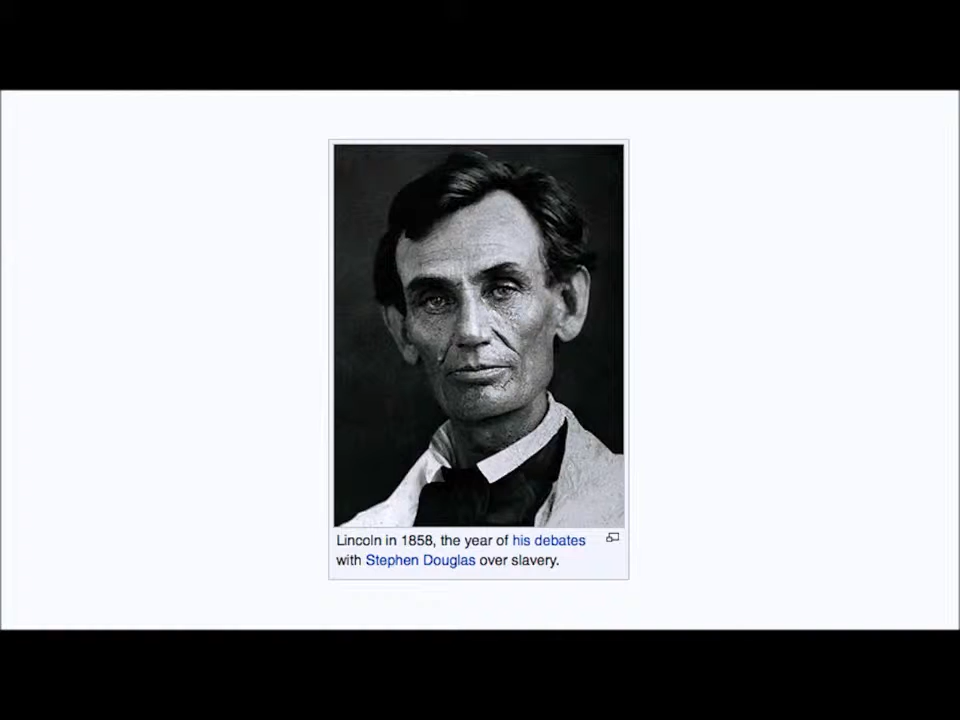 Lincoln in 1858, the year of his debates
with Stephen Douglas over slavery.